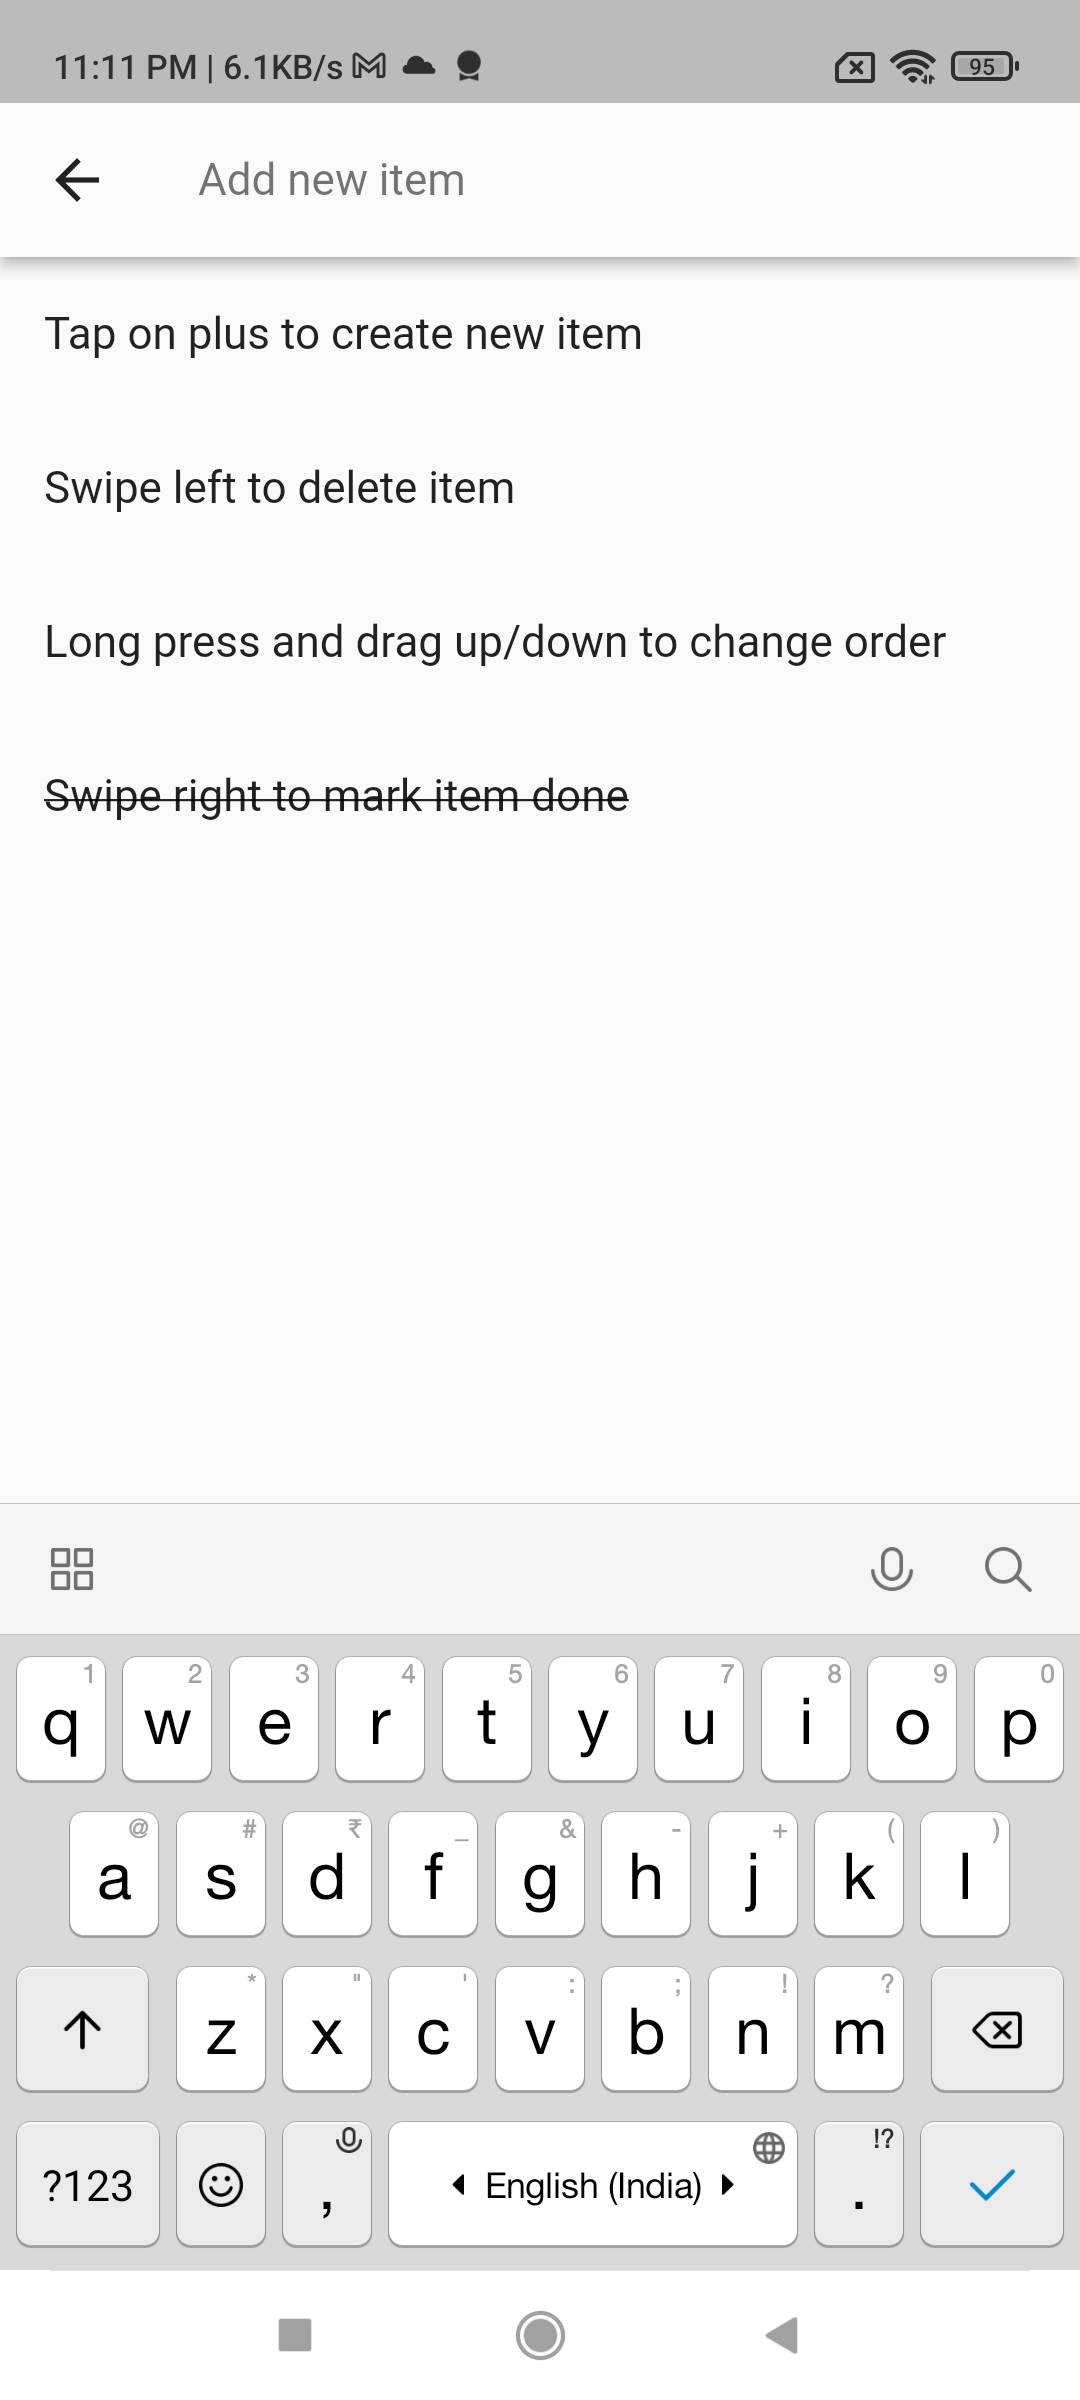 11:11 PM | 6.1KB/s 95
Add new item
Tap on plus to create new item
Swipe left to delete item
Long press and drag up/down to change order
Swipe right to mark item done
1 2 3 4 5 6 7 8 9 0
q w e r t y u i o p
@ # ₹ _ & - + ( )
a s d f g h j k l
* " ' : ; ! ?
z x c v b n m
!?
?123 , English (India) .